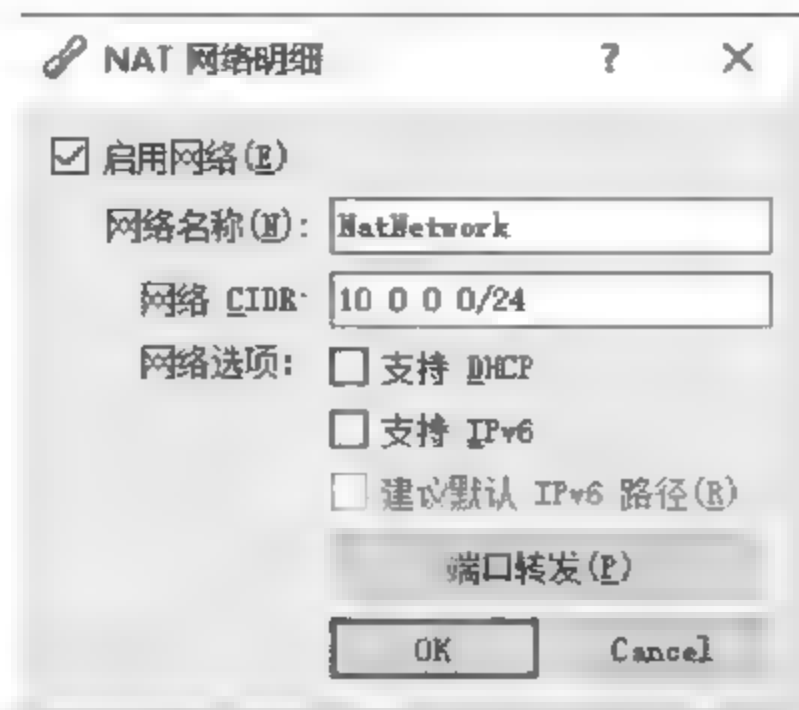 NAT 网络明细 ? ×
启用网络(E)
网络名称(N): NatNetwork
网络 CIDR: 10 0 0 0/24
网络选项: 支持 DHCP
支持 IPv6
建议默认 IPv6 路径(R)
端口转发(P)
OK Cancel